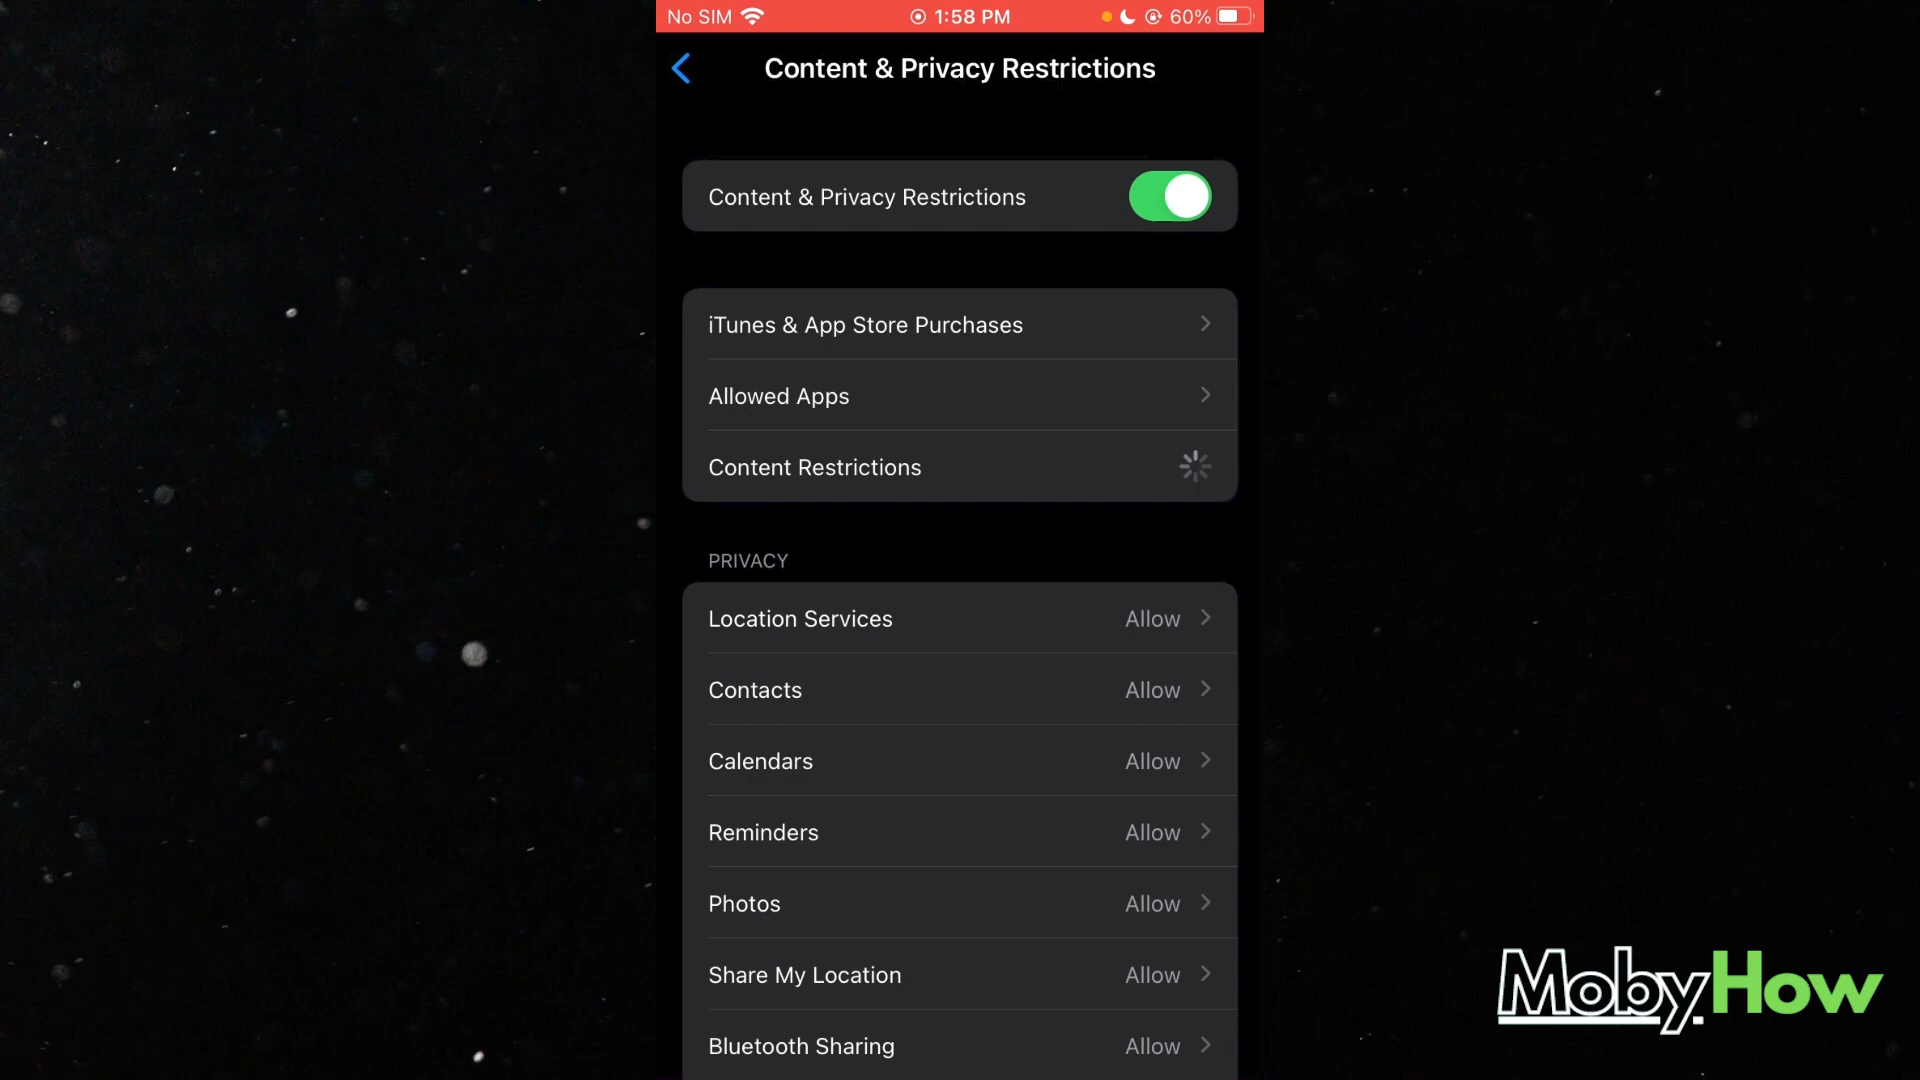 No SIM 1:58 PM 60%
Content & Privacy Restrictions
Content & Privacy Restrictions
iTunes & App Store Purchases
Allowed Apps
Content Restrictions
PRIVACY
Location Services Allow
Contacts Allow
Calendars Allow
Reminders Allow
Photos Allow
Share My Location Allow
Bluetooth Sharing Allow
MobyHow